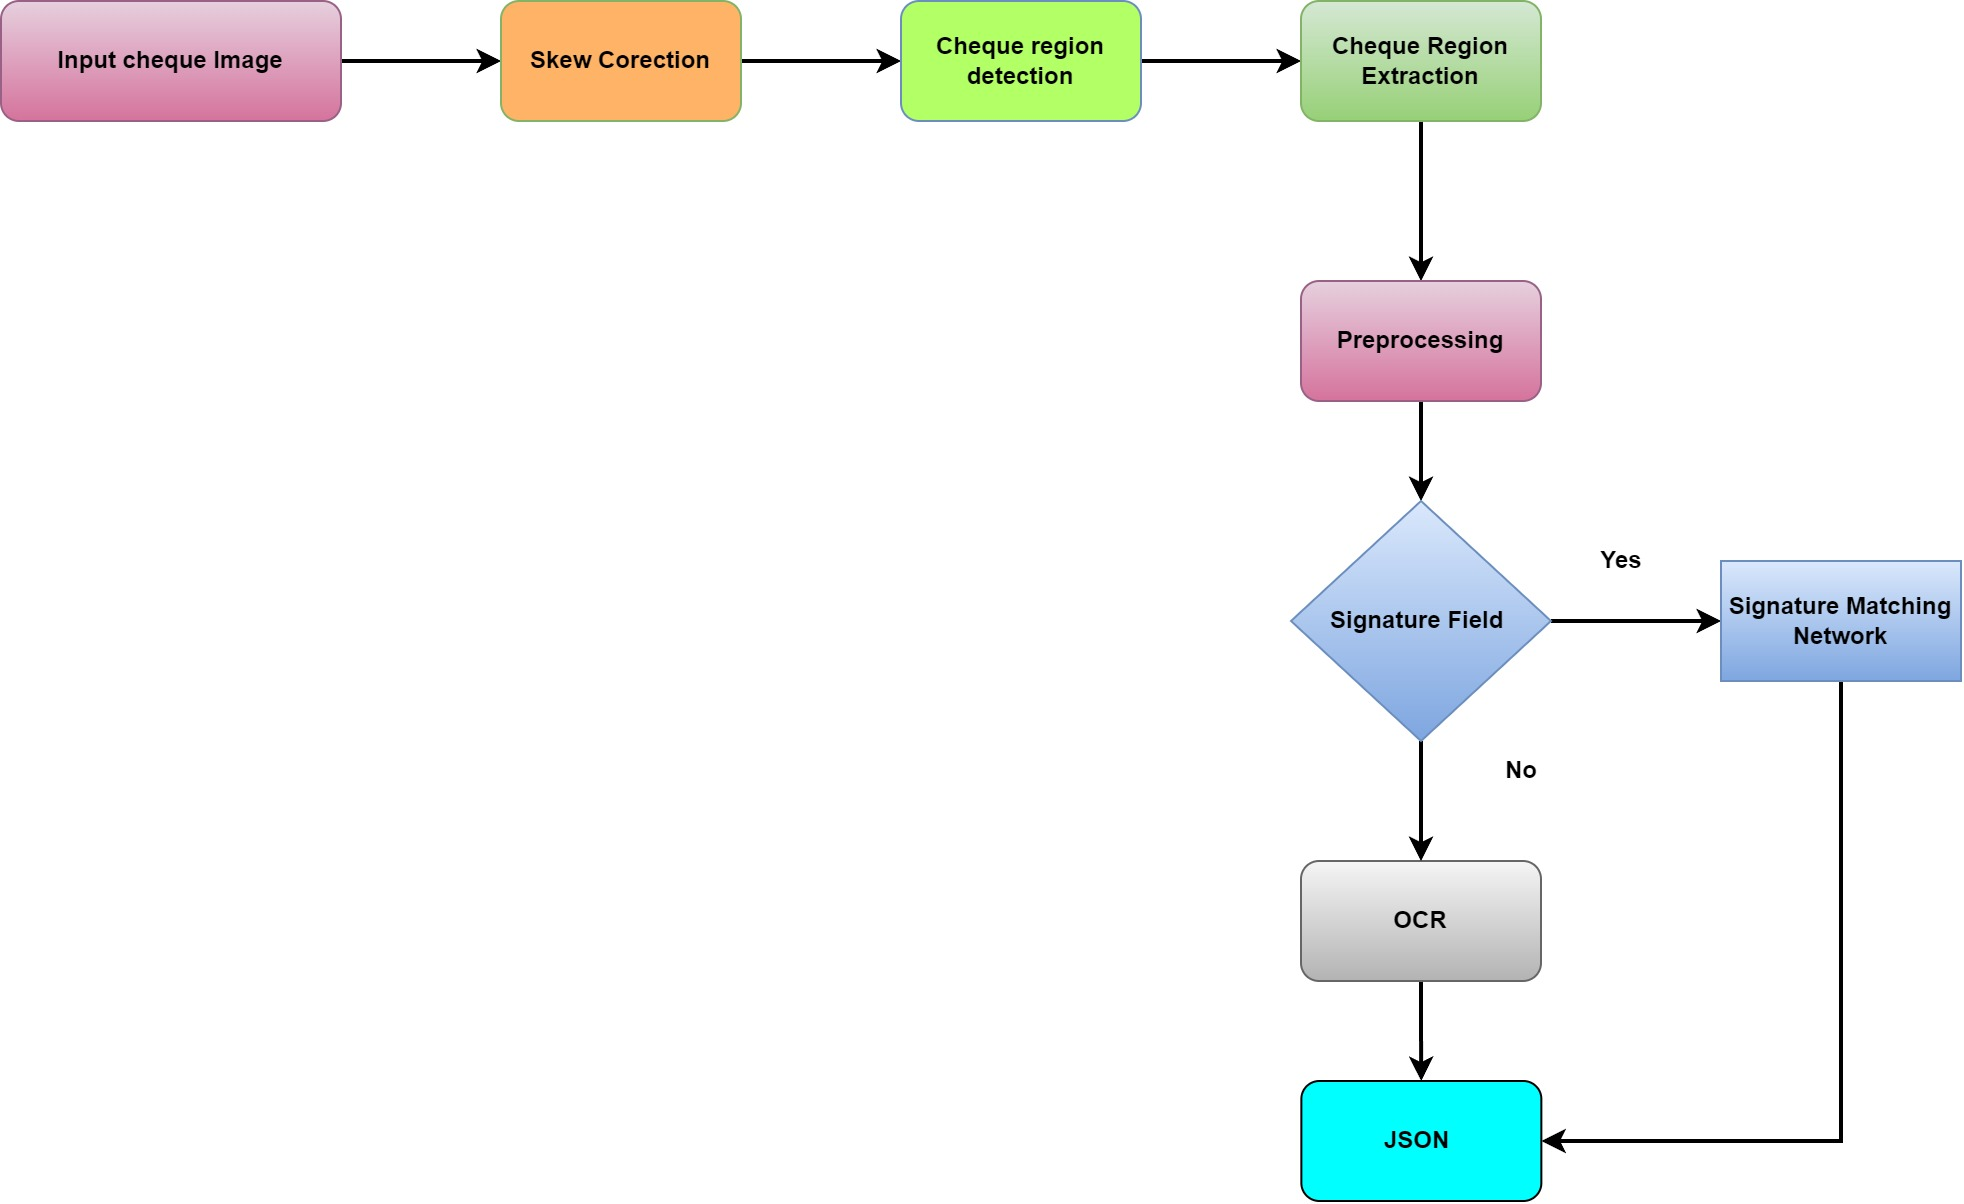 Input cheque Image
Skew Corection
Cheque region
detection
Cheque Region
Extraction
Preprocessing
Signature Field
Yes
Signature Matching
Network
No
OCR
JSON